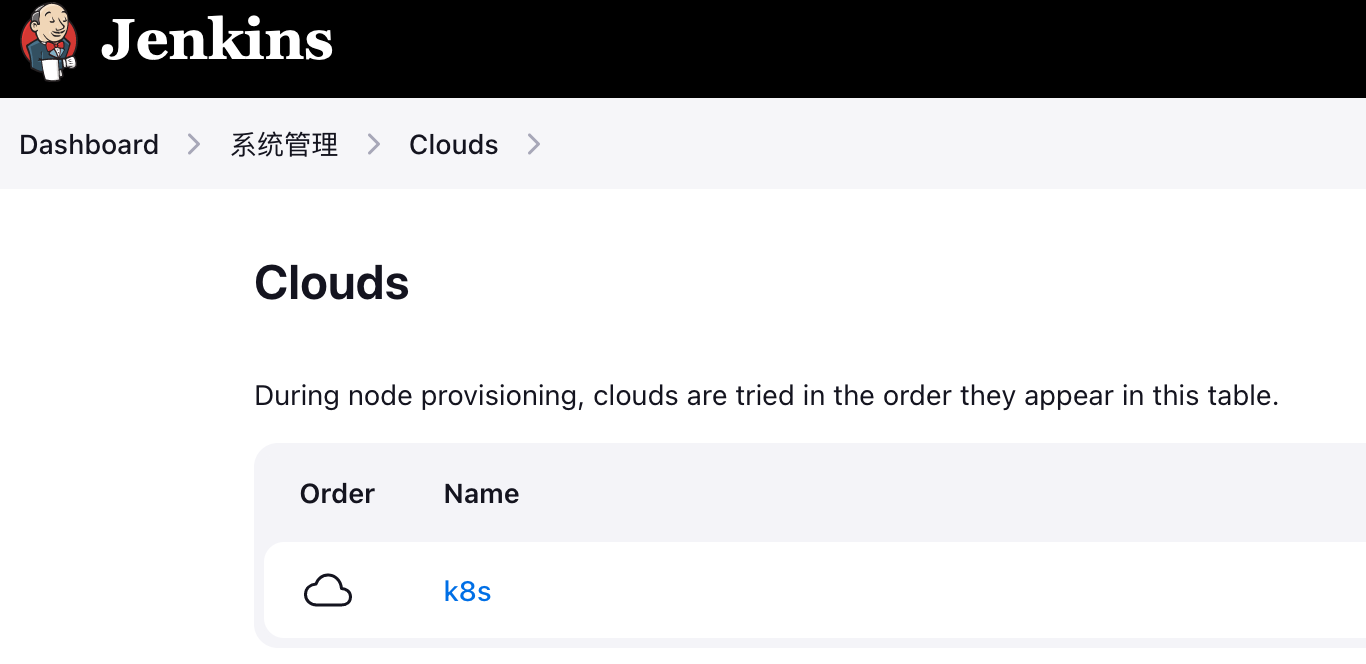 Jenkins
Dashboard 系统管理 Clouds
Clouds
During node provisioning, clouds are tried in the order they appear in this table.
Order Name
k8s